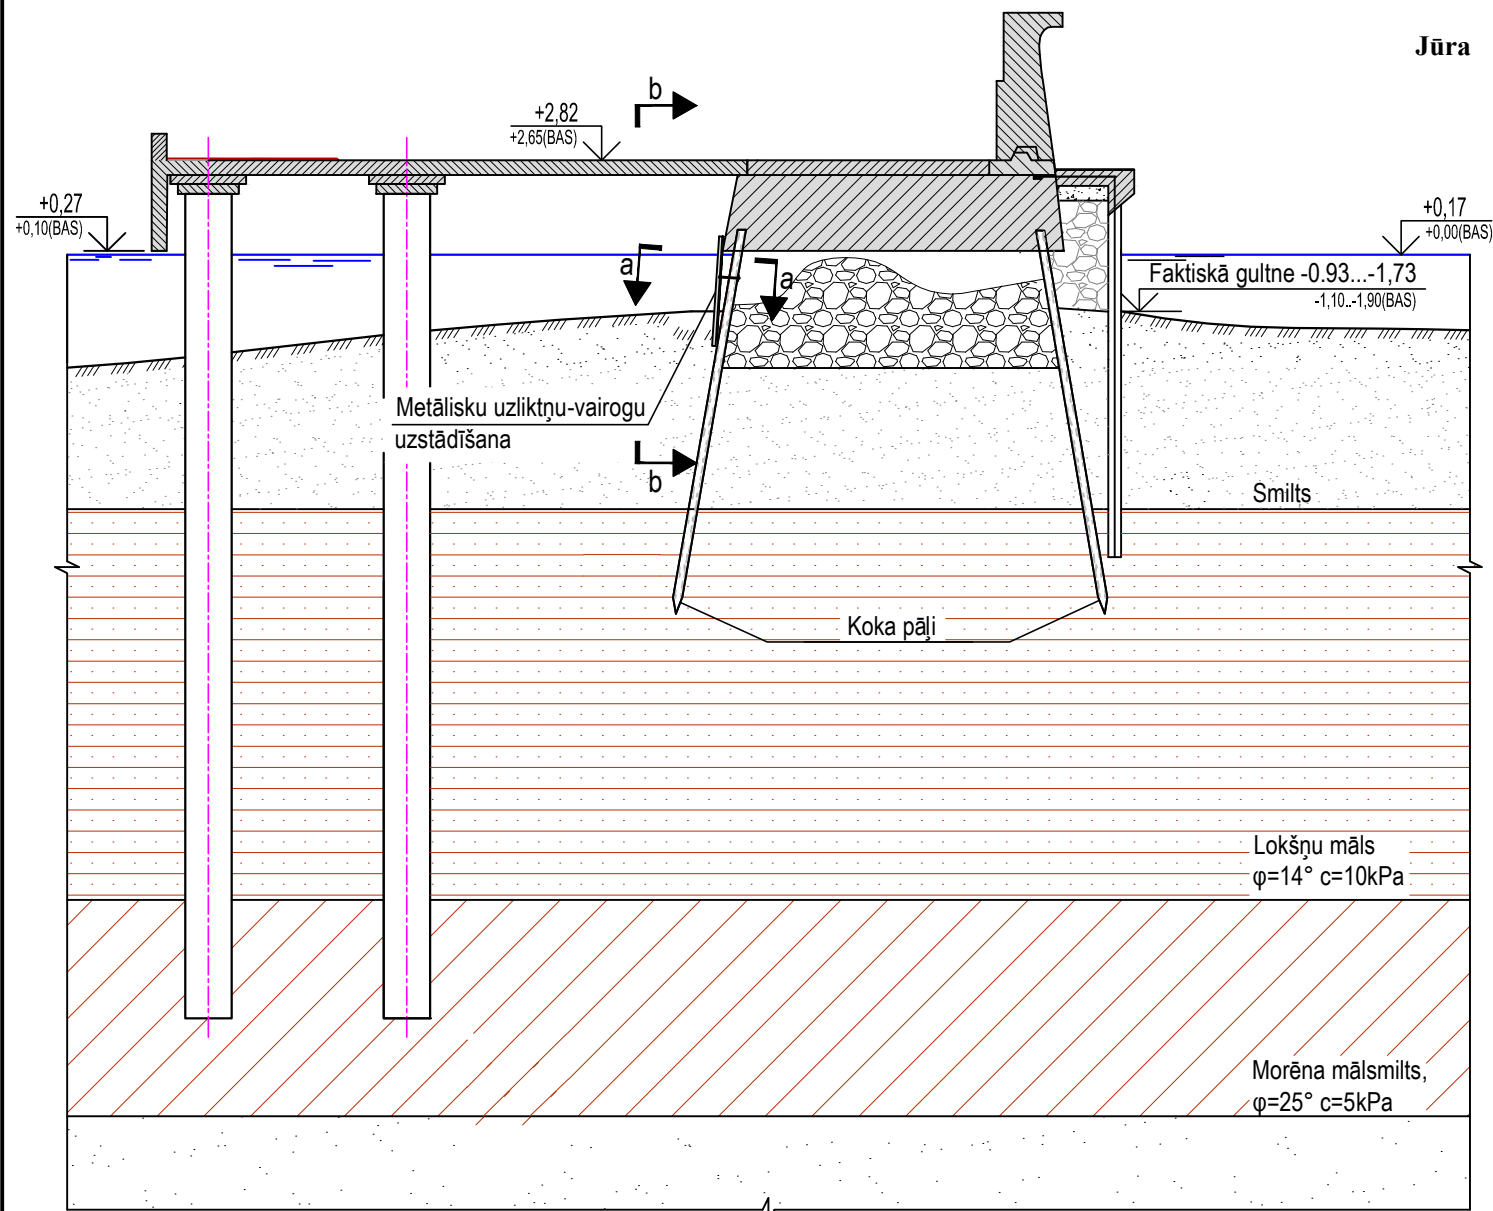 Jūra
b
+2,82
+2,65(BAS)
+0,27
+0,10(BAS)
+0,17
+0,00(BAS)
a
a
Faktiskā gultne -0.93...-1,73
-1,10..-1,90(BAS)
Metālisku uzliktņu-vairogu
uzstādīšana
b
Smilts
Koka pāļi
Lokšņu māls
φ=14° c=10kPa
Morēna mālsmilts,
φ=25° c=5kPa